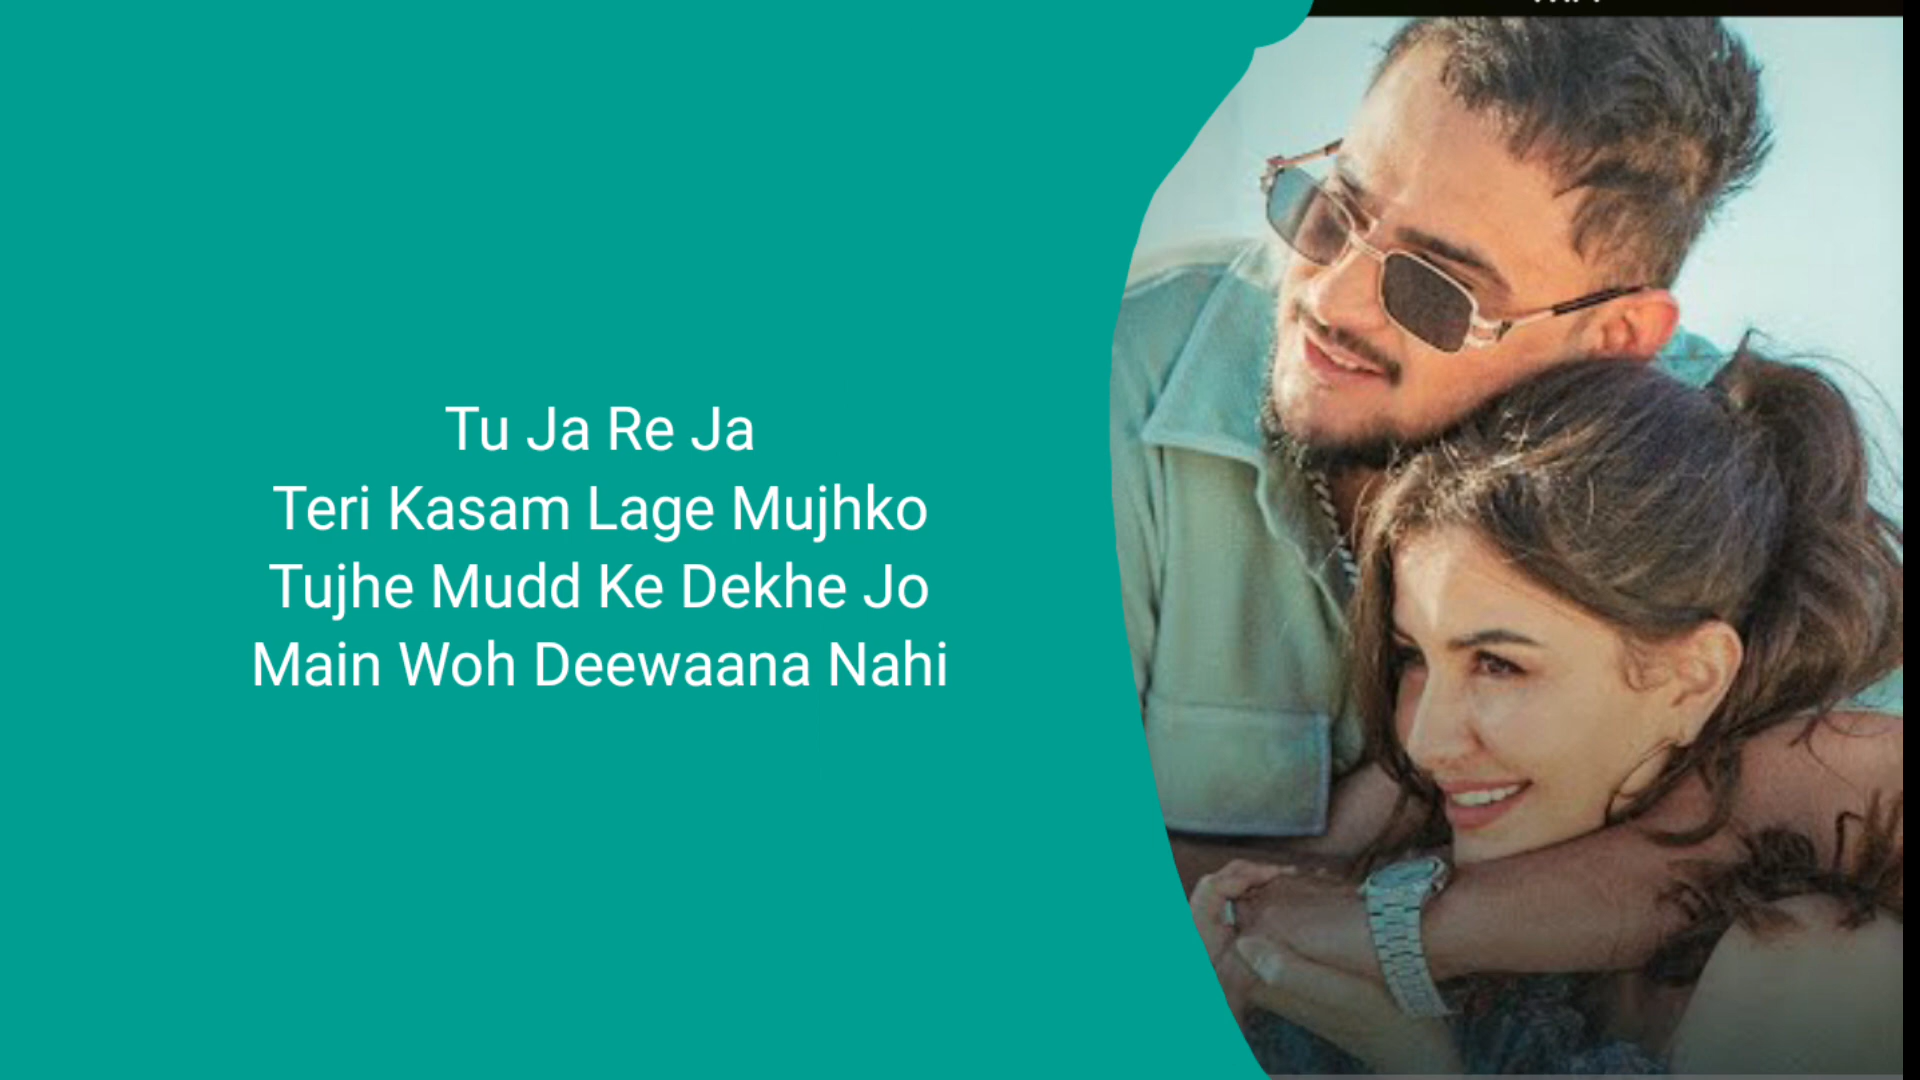 Tu Ja Re Ja
Teri Kasam Lage Mujhko
Tujhe Mudd Ke Dekhe Jo
Main Woh Deewaana Nahi